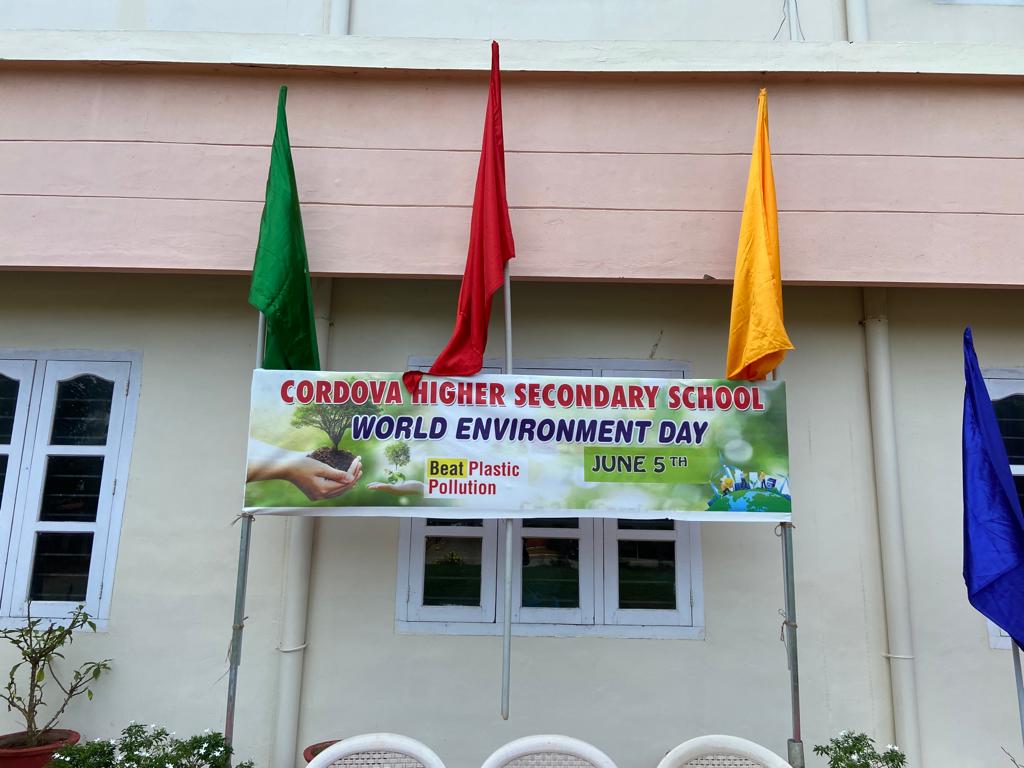 CORDOVA HIGHER SECONDARY SCHOOL
WORLD ENVIRONMENT DAY
Beat Plastic
Pollution
JUNE 5TH